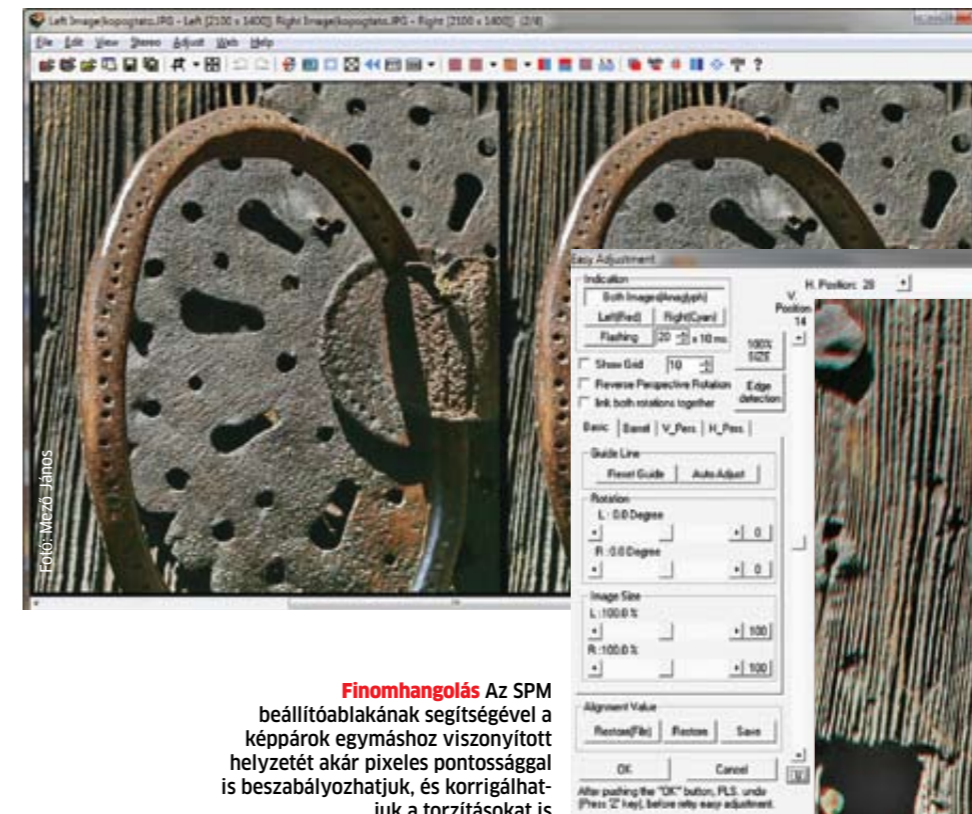 Left Image(kopogtato.JPG - Left [2100 x 1400]) Right Image(kopogtato.JPG - Right [2100 x 1400]) (2/4)
File Edit View Stereo Adjust Web Help
Fotó: Mező János
Easy Adjustment
Indication
Both Images(Anaglyph)
Left(Red) Right(Cyan)
Flashing 20 x 10 ms
H. Position: 28
V. Position
14
100% SIZE
Show Grid 10
Reverse Perspective Rotation
link both rotations together
Edge detection
Basic Barrel V_Pers H_Pers
Guide Line
Reset Guide Auto Adjust
Rotation
L : 0.0 Degree
0
R :0.0 Degree
0
Image Size
L :100.0 %
100
R :100.0 %
100
Alignment Value
Restore(File) Restore Save
OK Cancel
After pushing the "OK" button, PLS. undo
(Press 'Z' key), before retry easy adjustment.
Finomhangolás Az SPM
beállítóablakának segítségével a
képpárok egymáshoz viszonyított
helyzetét akár pixeles pontossággal
is beszabályozhatjuk, és korrigálhat-
juk a torzításokat is